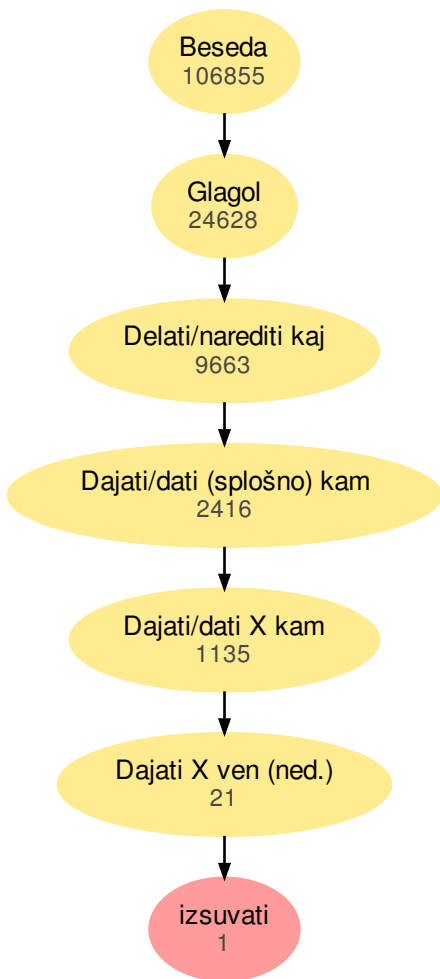 Beseda
106855
Glagol
24628
Delati/narediti kaj
9663
Dajati/dati (splošno) kam
2416
Dajati/dati X kam
1135
Dajati X ven (ned.)
21
izsuvati
1